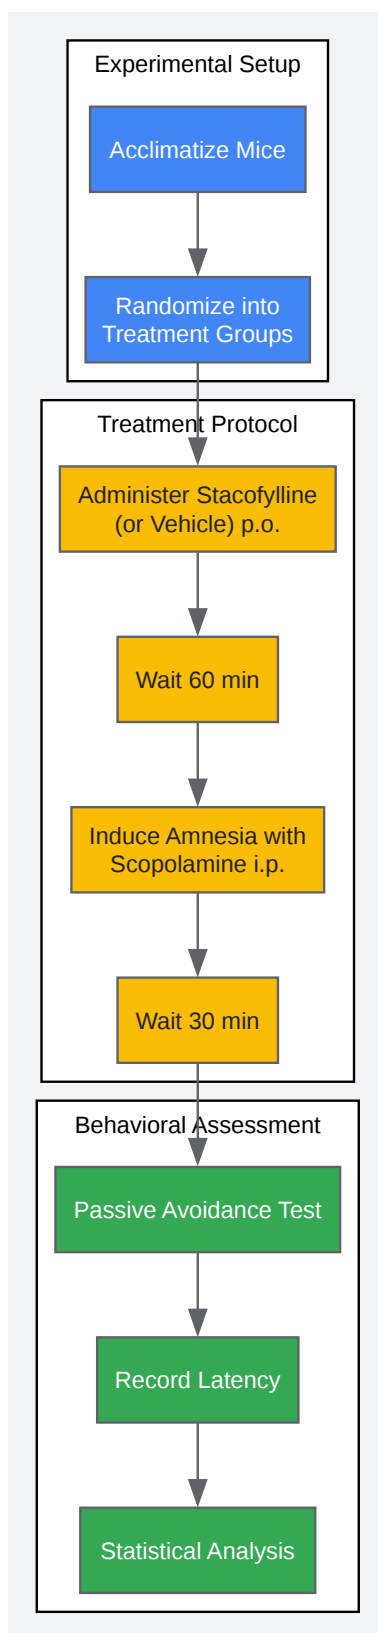 Experimental Setup
Acclimatize Mice
Randomize into
Treatment Groups
Treatment Protocol
Administer Stacofylline
(or Vehicle) p.o.
Wait 60 min
Induce Amnesia with
Scopolamine i.p.
Wait 30 min
Behavioral Assessment
Passive Avoidance Test
Record Latency
Statistical Analysis